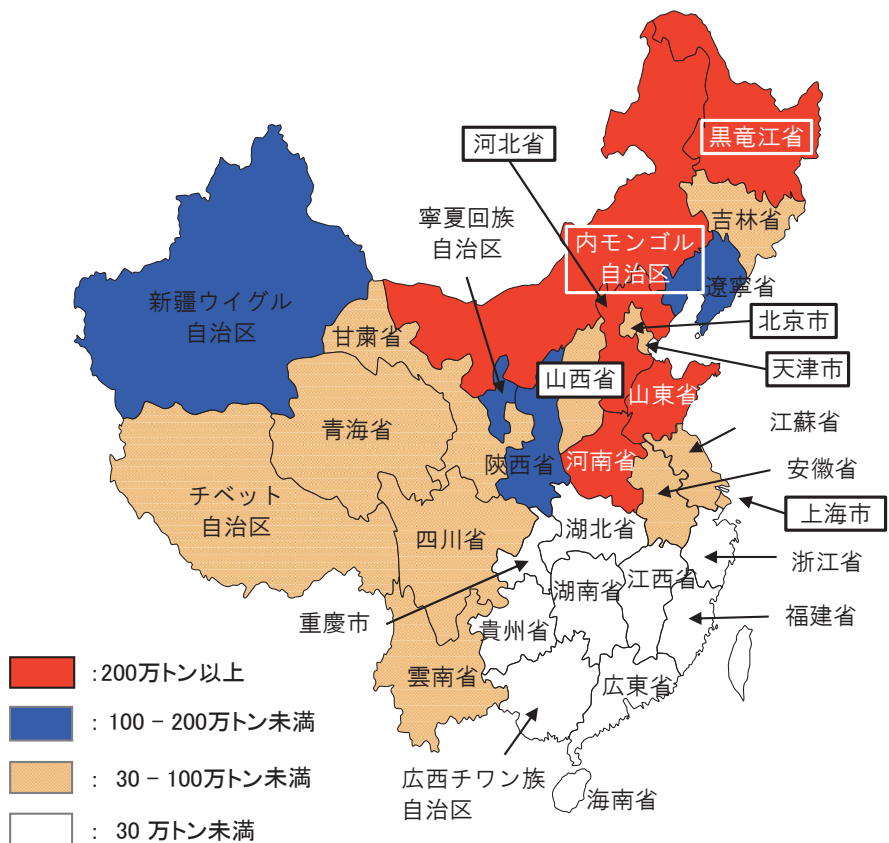 黒竜江省
河北省
吉林省
寧夏回族
自治区
内モンゴル
自治区
遼寧省
新疆ウイグル
自治区
北京市
甘粛省
天津市
山西省
山東省
青海省
江蘇省
陝西省
河南省
安徽省
チベット
自治区
上海市
四川省
湖北省
浙江省
江西省
湖南省
重慶市
貴州省
福建省
雲南省
広東省
:200万トン以上
: 100 – 200万トン未満
: 30 – 100万トン未満
: 30 万トン未満
広西チワン族
自治区
海南省